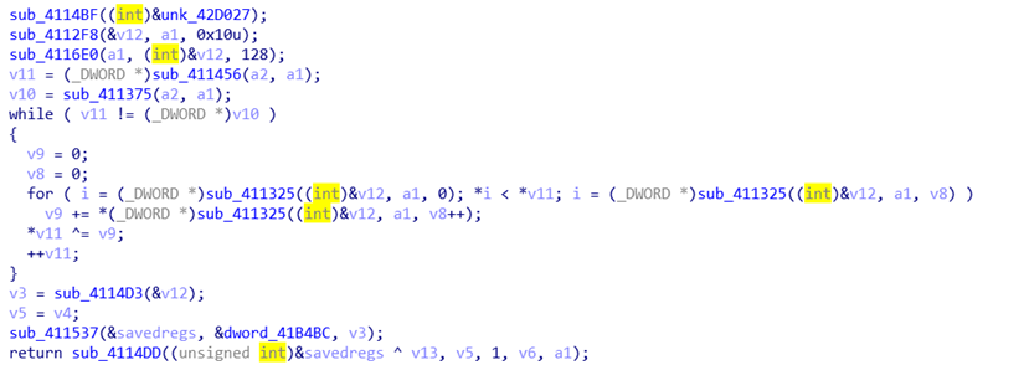 sub_4114BF((int)&unk_42D027);
sub_4112F8(&v12, a1, 0x10u);
sub_4116E0(a1, (int)&v12, 128);
v11 = (_DWORD *)sub_411456(a2, a1);
v10 = sub_411375(a2, a1);
while ( v11 != (_DWORD *)v10 )
{
v9 = 0;
v8 = 0;
for ( i = (_DWORD *)sub_411325((int)&v12, a1, 0); *i < *v11; i = (_DWORD *)sub_411325((int)&v12, a1, v8) )
v9 += *(_DWORD *)sub_411325((int)&v12, a1, v8++);
*v11 ^= v9;
++v11;
}
v3 = sub_4114D3(&v12);
v5 = v4;
sub_411537(&savedregs, &dword_41B4BC, v3);
return sub_4114DD((unsigned int)&savedregs ^ v13, v5, 1, v6, a1);